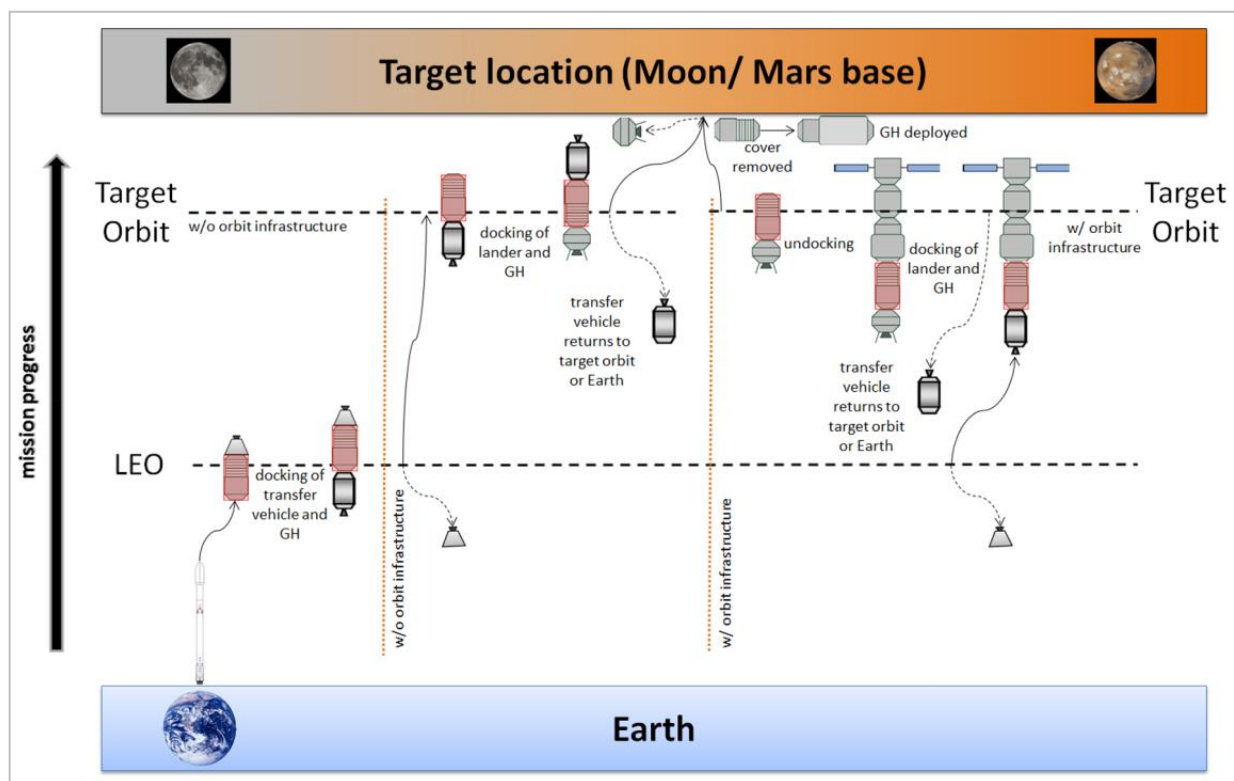 Target location (Moon/ Mars base)
GH deployed
cover
removed
Target
Orbit
w/o orbit infrastructure
docking of
lander and
GH
undocking
docking of
lander and
GH
w/ orbit
infrastructure
Target
Orbit
transfer
vehicle
returns to
target orbit
or Earth
transfer
vehicle
returns to
target orbit
or Earth
mission progress
LEO
docking of
transfer
vehicle and
GH
w/o orbit infrastructure
w/ orbit infrastructure
Earth